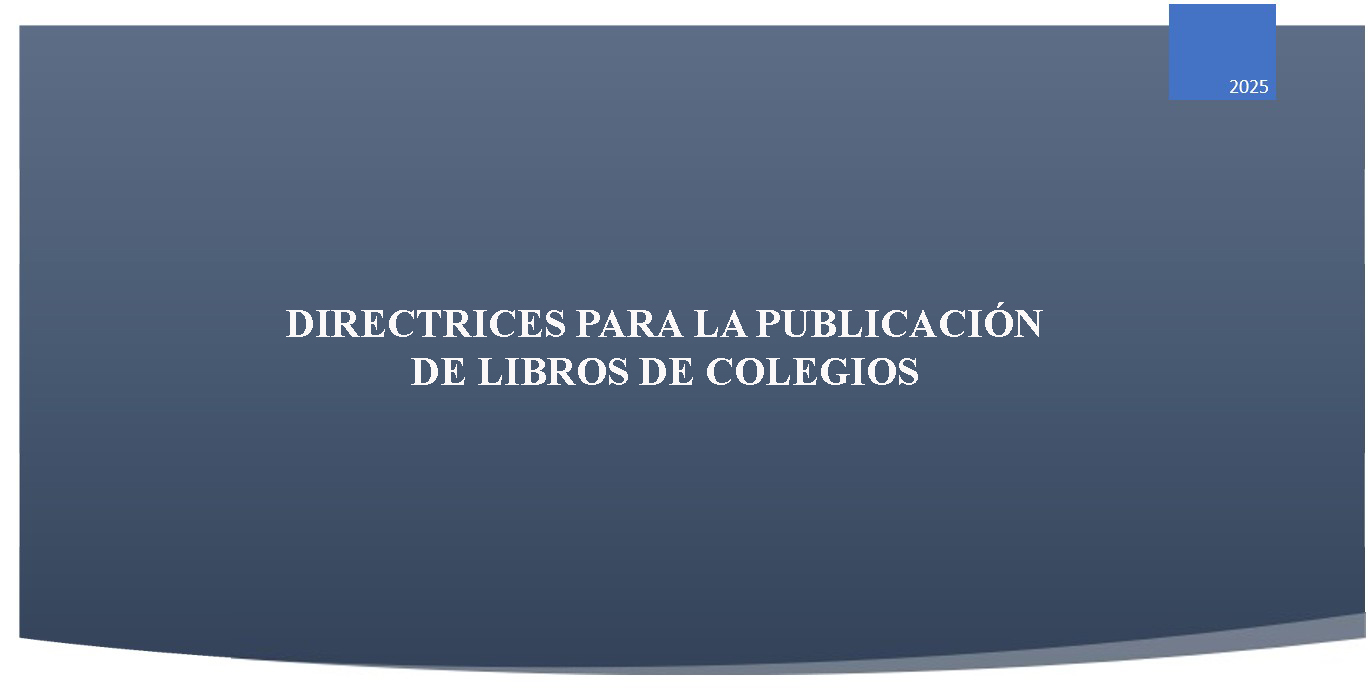 2025
DIRECTRICES PARA LA PUBLICACIÓN
DE LIBROS DE COLEGIOS